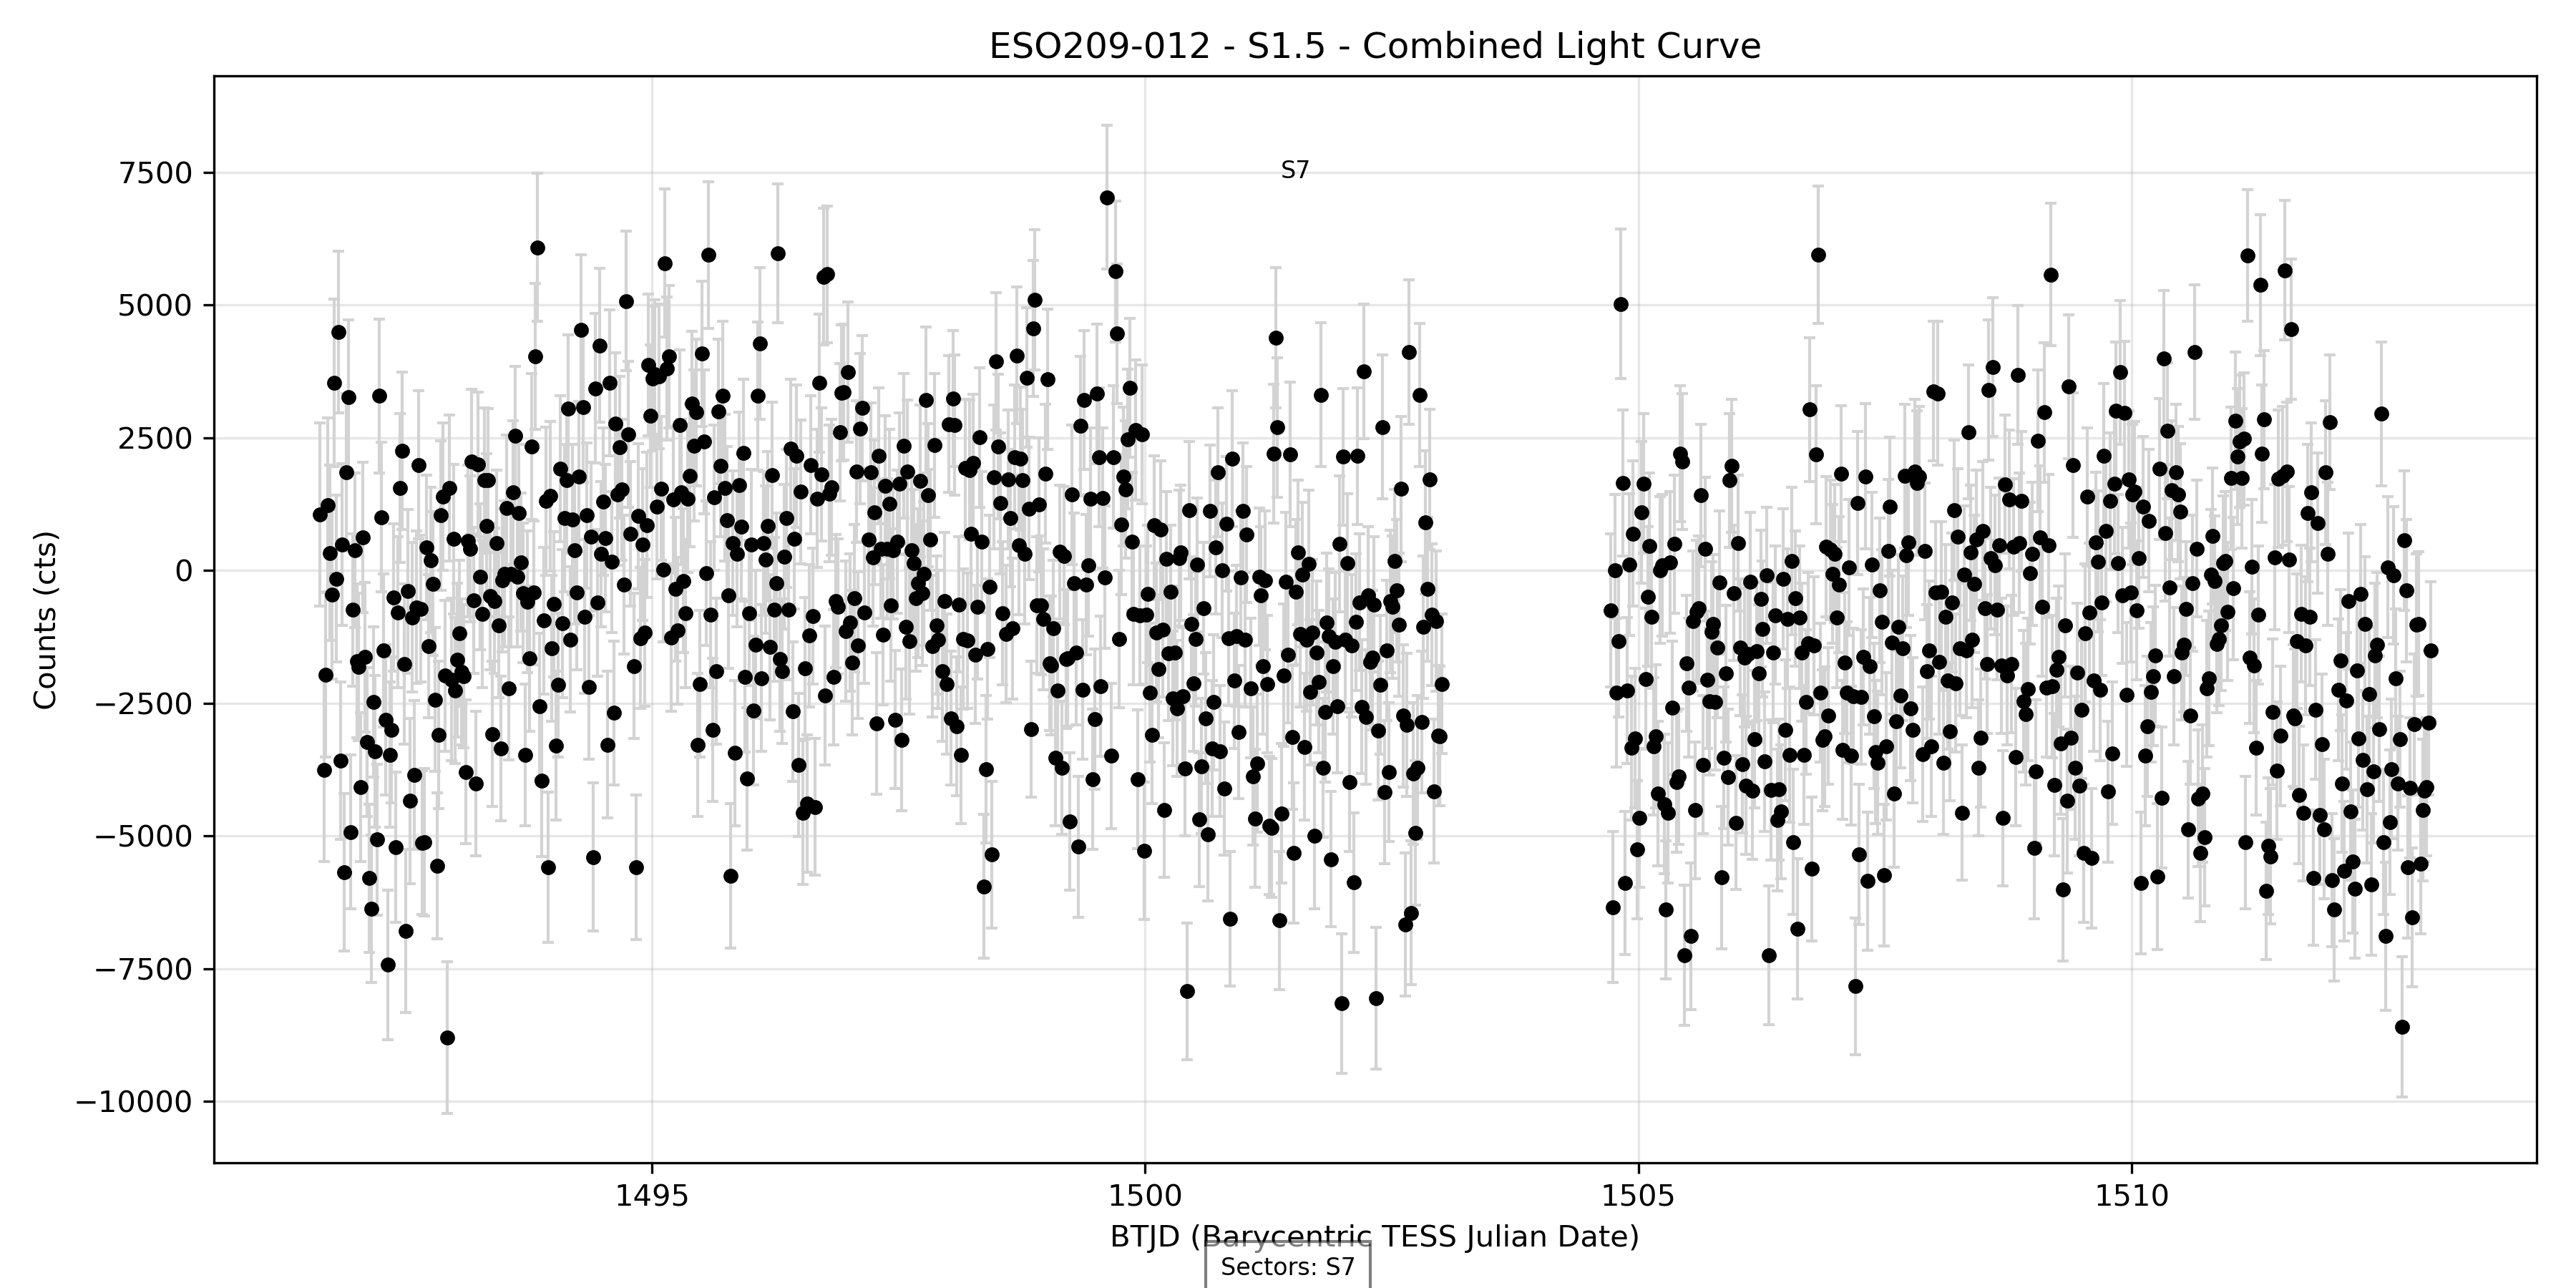 ESO209-012 - S1.5 - Combined Light Curve
S7
7500
5000
2500
0
−2500
−5000
−7500
−10000
Counts (cts)
1495 1500 1505 1510
BTJD (Barycentric TESS Julian Date)
Sectors: S7